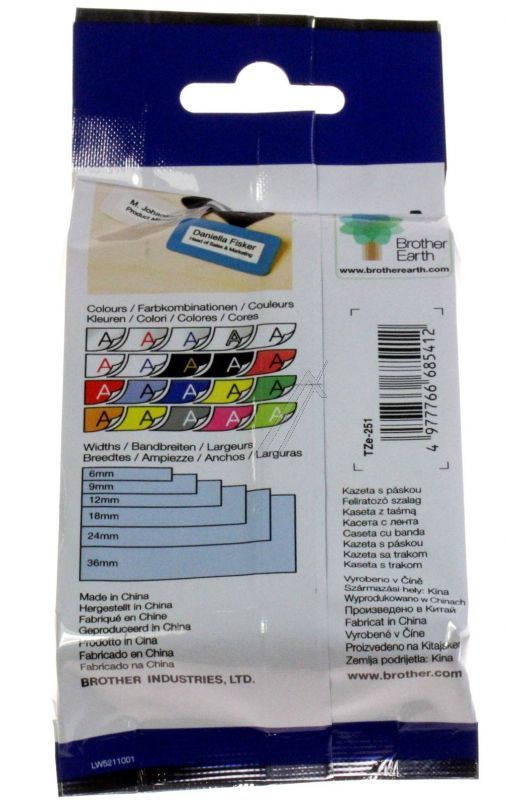 M. Johan
Product M
Daniella Fisker
Head of Sales & Marketing
Brother
Earth
www.brotherearth.com
Colours / Farbkombinationen / Couleurs
Kleuren / Colori / Colores / Cores
A A A A A
A A A A A
A A A A A
A A A A A
Widths / Bandbreiten / Largeurs
Breedtes / Ampiezze / Anchos / Larguras
6mm
9mm
12mm
18mm
24mm
36mm
TZe-251
4 977766 685412
Kazeta s páskou
Feliratozó szalag
Kaseta z taśmą
Касета с лента
Caseta cu banda
Kazeta s páskou
Kaseta sa trakom
Kaseta s trakom
Made in China
Hergestellt in China
Fabriqué en Chine
Geproduceerd in China
Prodotto in Cina
Fabricado en China
Fabricado na China
BROTHER INDUSTRIES, LTD.
Vyrobeno v Číně
Származási hely: Kína
Wyprodukowano w Chinach
Произведено в Китай
Fabricat in China
Vyrobené v Číne
Proizvedeno na Kitajske
Zemlja podrijetla: Kina
www.brother.com
LW5211001